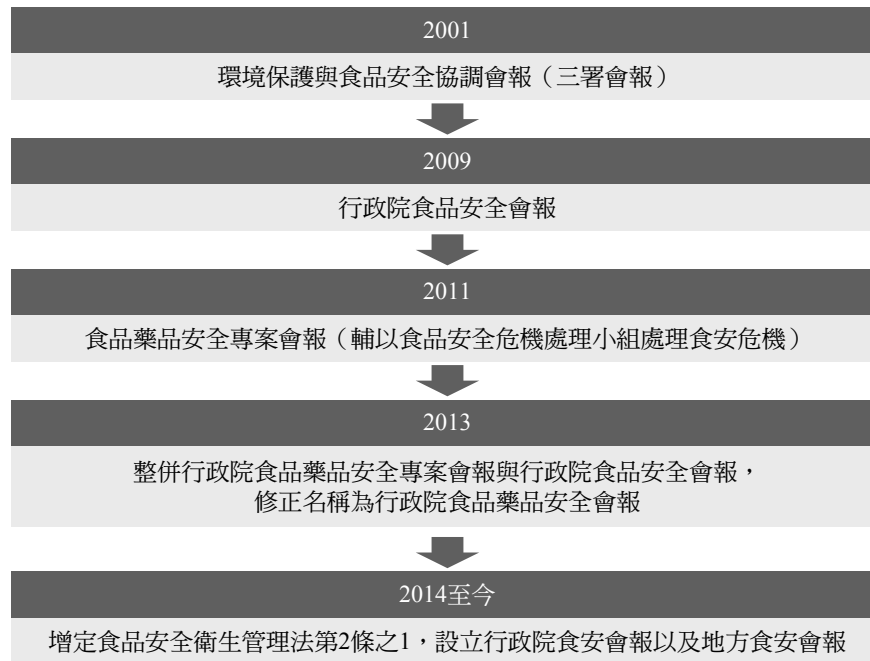 2001
環境保護與食品安全協調會報（三署會報）
2009
行政院食品安全會報
2011
食品藥品安全專案會報（輔以食品安全危機處理小組處理食安危機）
2013
整併行政院食品藥品安全專案會報與行政院食品安全會報，
修正名稱為行政院食品藥品安全會報
2014至今
增定食品安全衛生管理法第2條之1，設立行政院食安會報以及地方食安會報